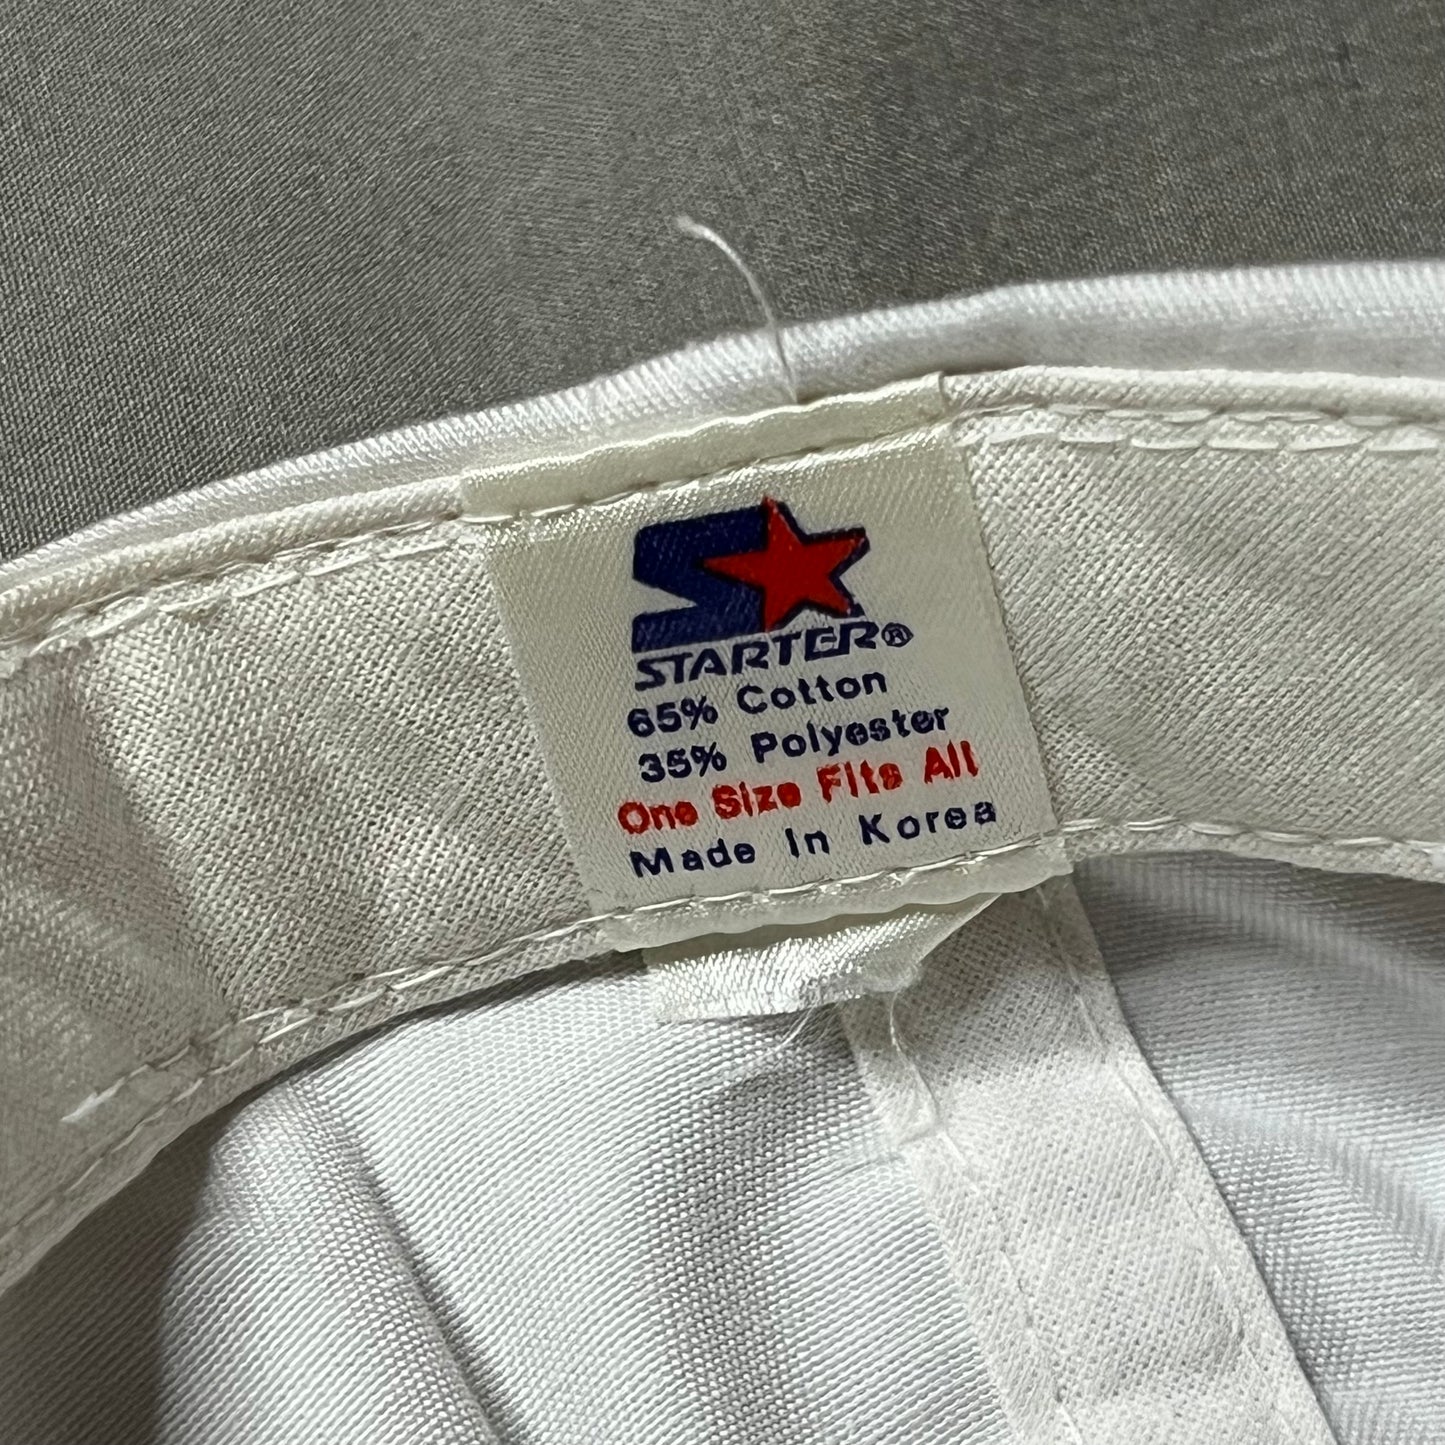 STARTER®
65% Cotton
35% Polyester
One Size Fits All
Made In Korea